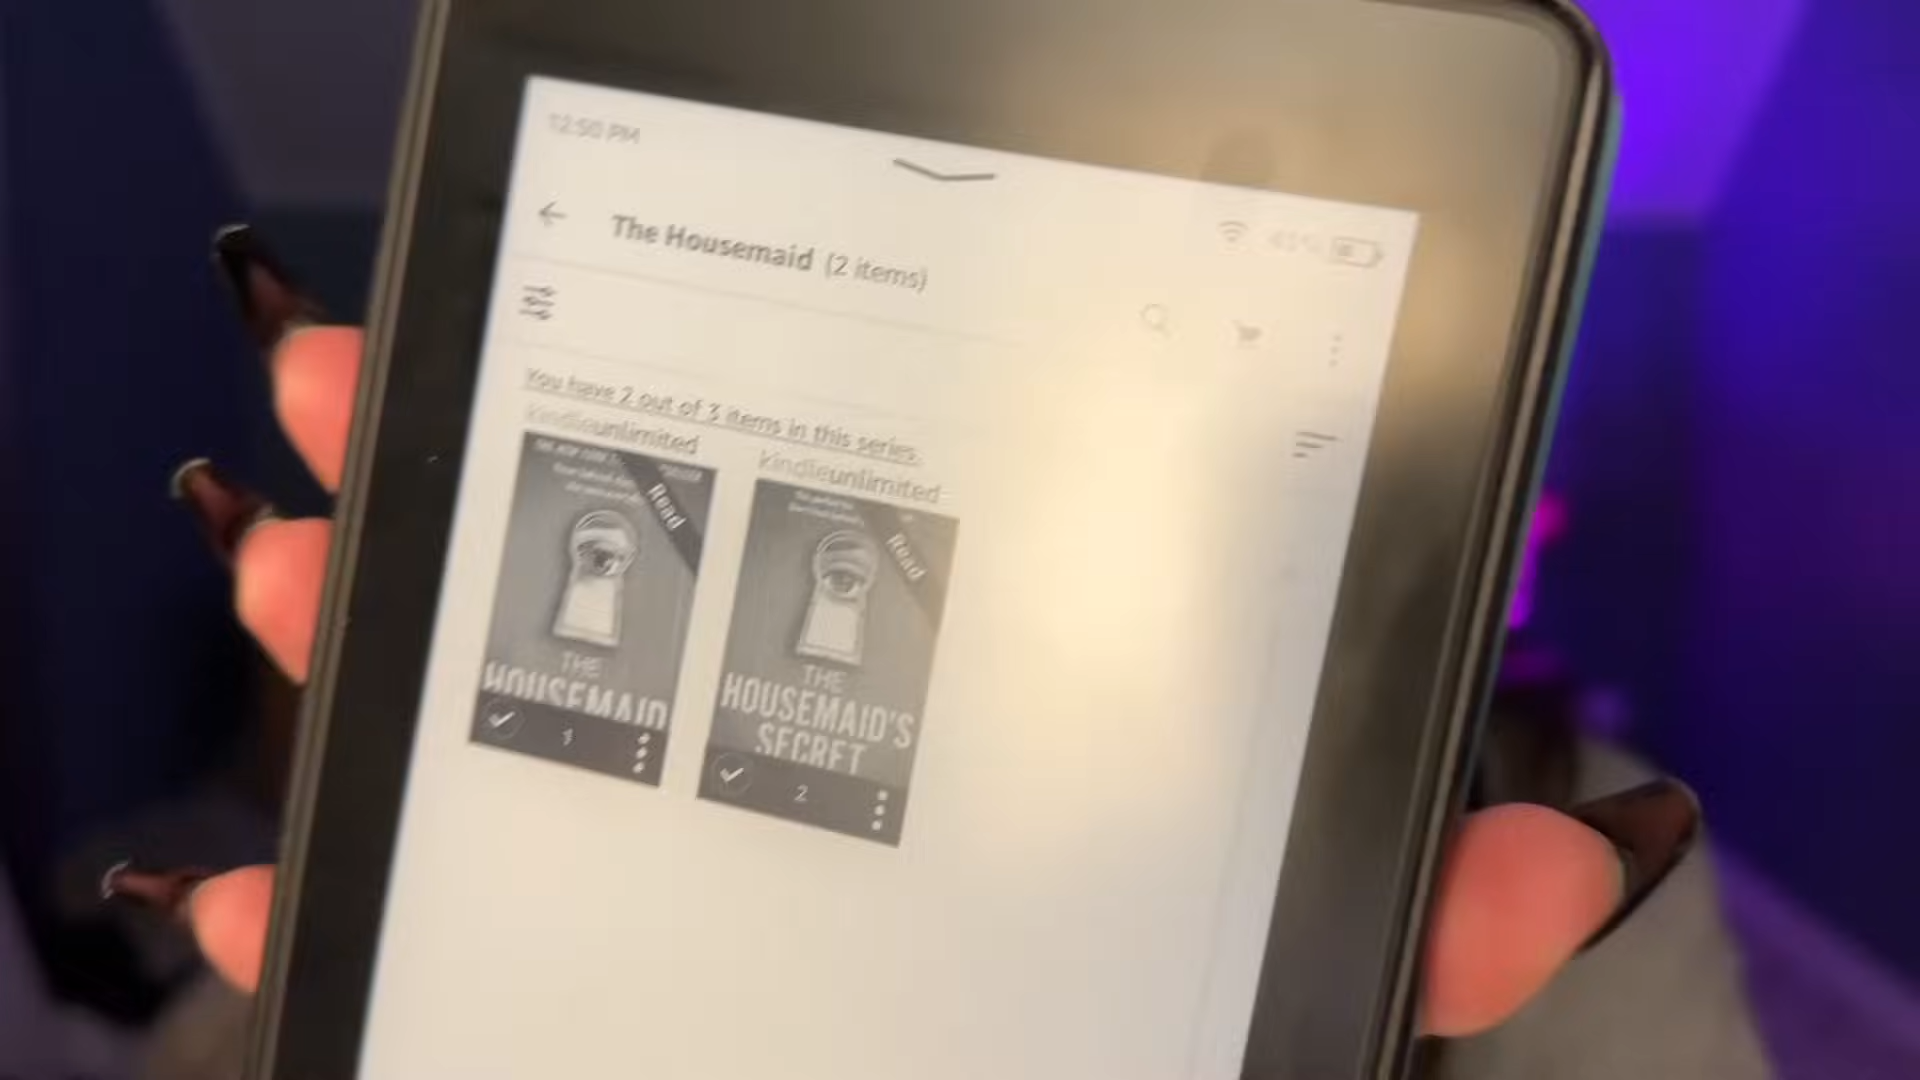 12:50 PM
The Housemaid (2 items)
You have 2 out of 3 items in this series.
kindleunlimited
kindleunlimited
Read
THE
HOUSEMAID
1
Read
THE
HOUSEMAID'S
SECRET
2